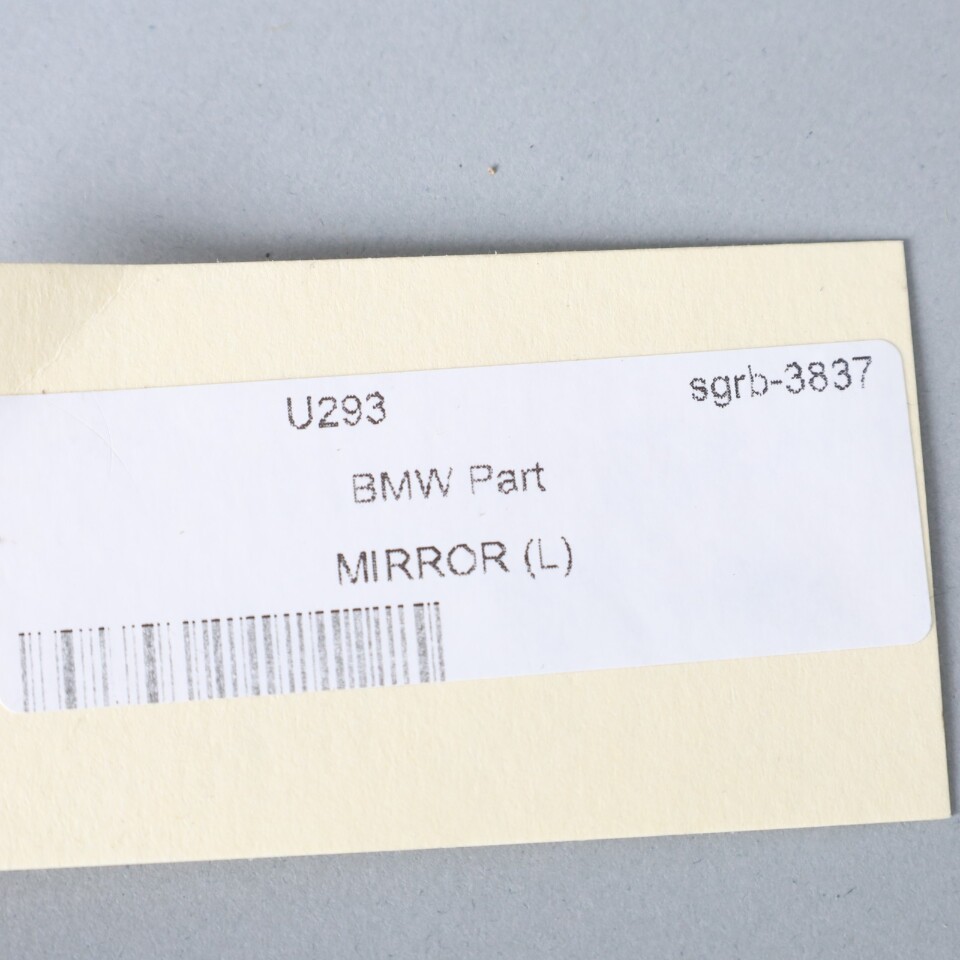 U293 sgrb-3837
BMW Part
MIRROR (L)